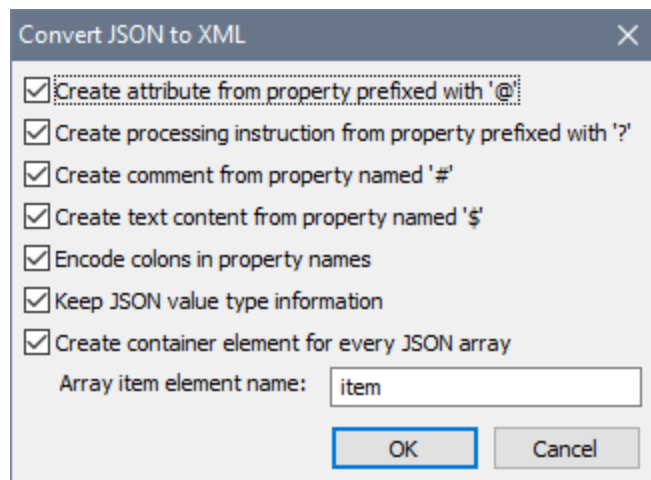 Convert JSON to XML
Create attribute from property prefixed with '@'
Create processing instruction from property prefixed with '?'
Create comment from property named '#'
Create text content from property named '$'
Encode colons in property names
Keep JSON value type information
Create container element for every JSON array
Array item element name: item
OK Cancel